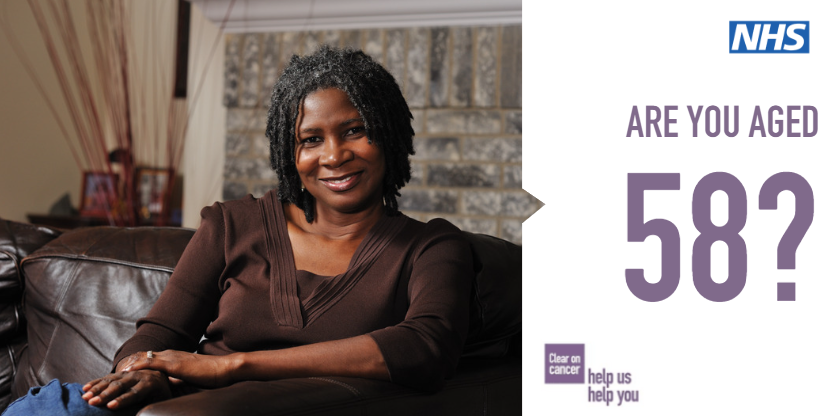 NHS
ARE YOU AGED
58?
Clear on
cancer
help us
help you